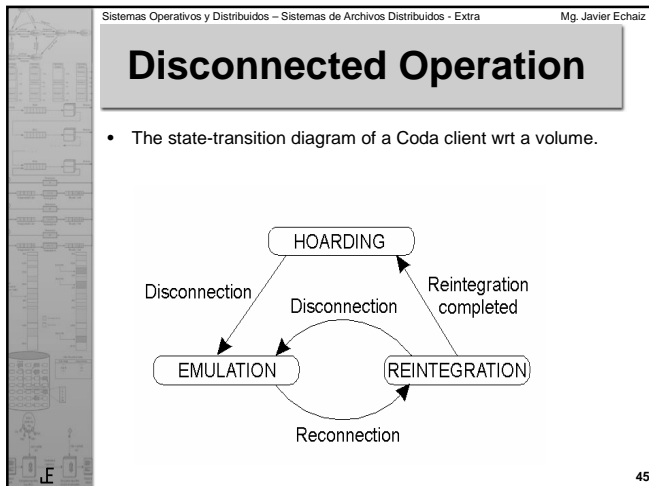 Sistemas Operativos y Distribuidos – Sistemas de Archivos Distribuidos - Extra Mg. Javier Echaiz
Disconnected Operation
• The state-transition diagram of a Coda client wrt a volume.
HOARDING
Disconnection
Disconnection
Reintegration
completed
EMULATION
REINTEGRATION
Reconnection
JE
45